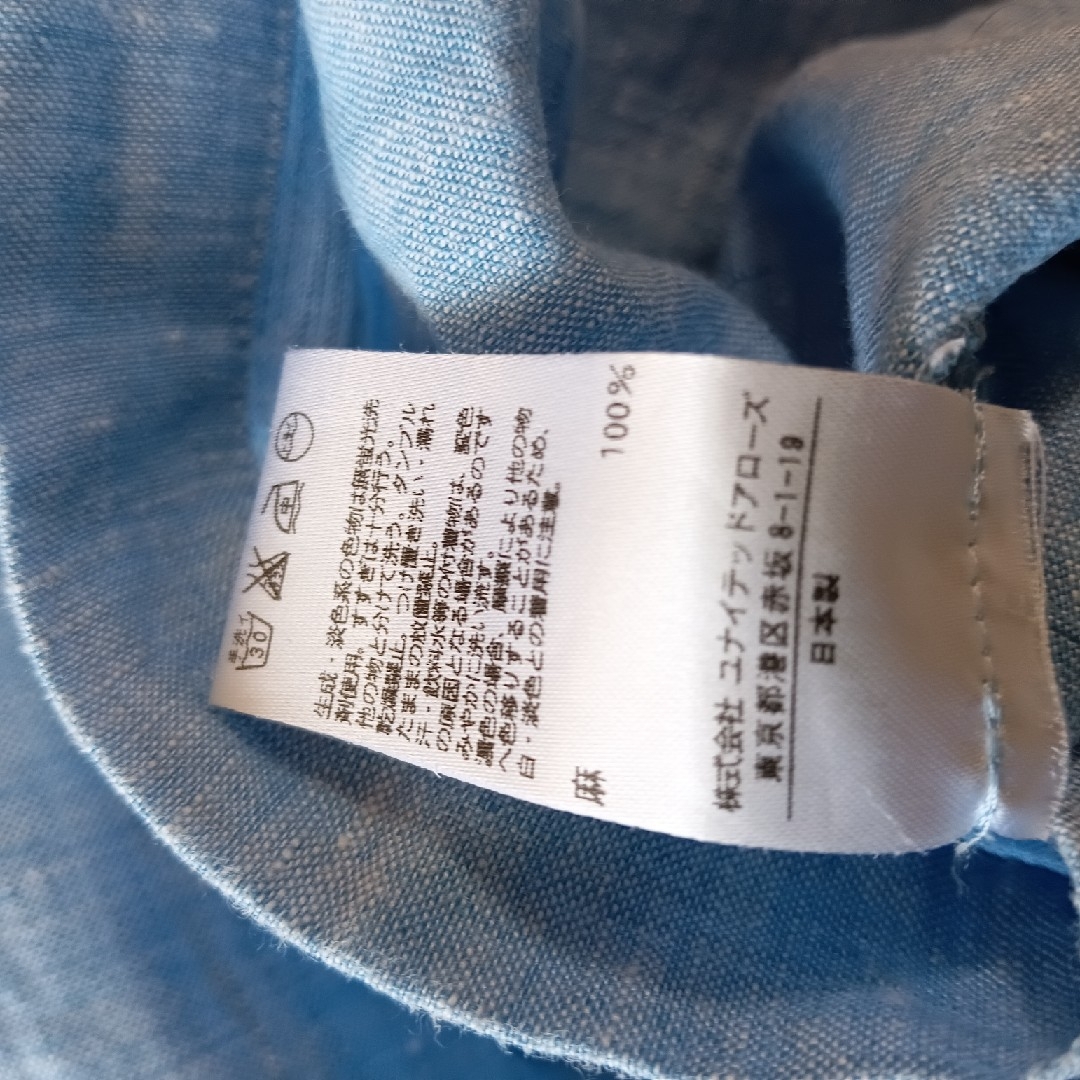 手洗イ
30
中
生成・淡色系の色物は無蛍光洗
剤使用。すすぎは十分行う。
他の物と分けて洗う。タンブル
乾燥禁止。つけ置き洗い・濡れ
たままの放置禁止。
汗・飲料水等の付着物は、変色
の原因となる場合があるのです
みやかに洗い流す。
濃色の場合、摩擦により他の物
へ色移りすることがあるため、
白・淡色との着用に注意。
麻 100%
株式会社 ユナイテッドアローズ
東京都港区赤坂8-1-19
日本製